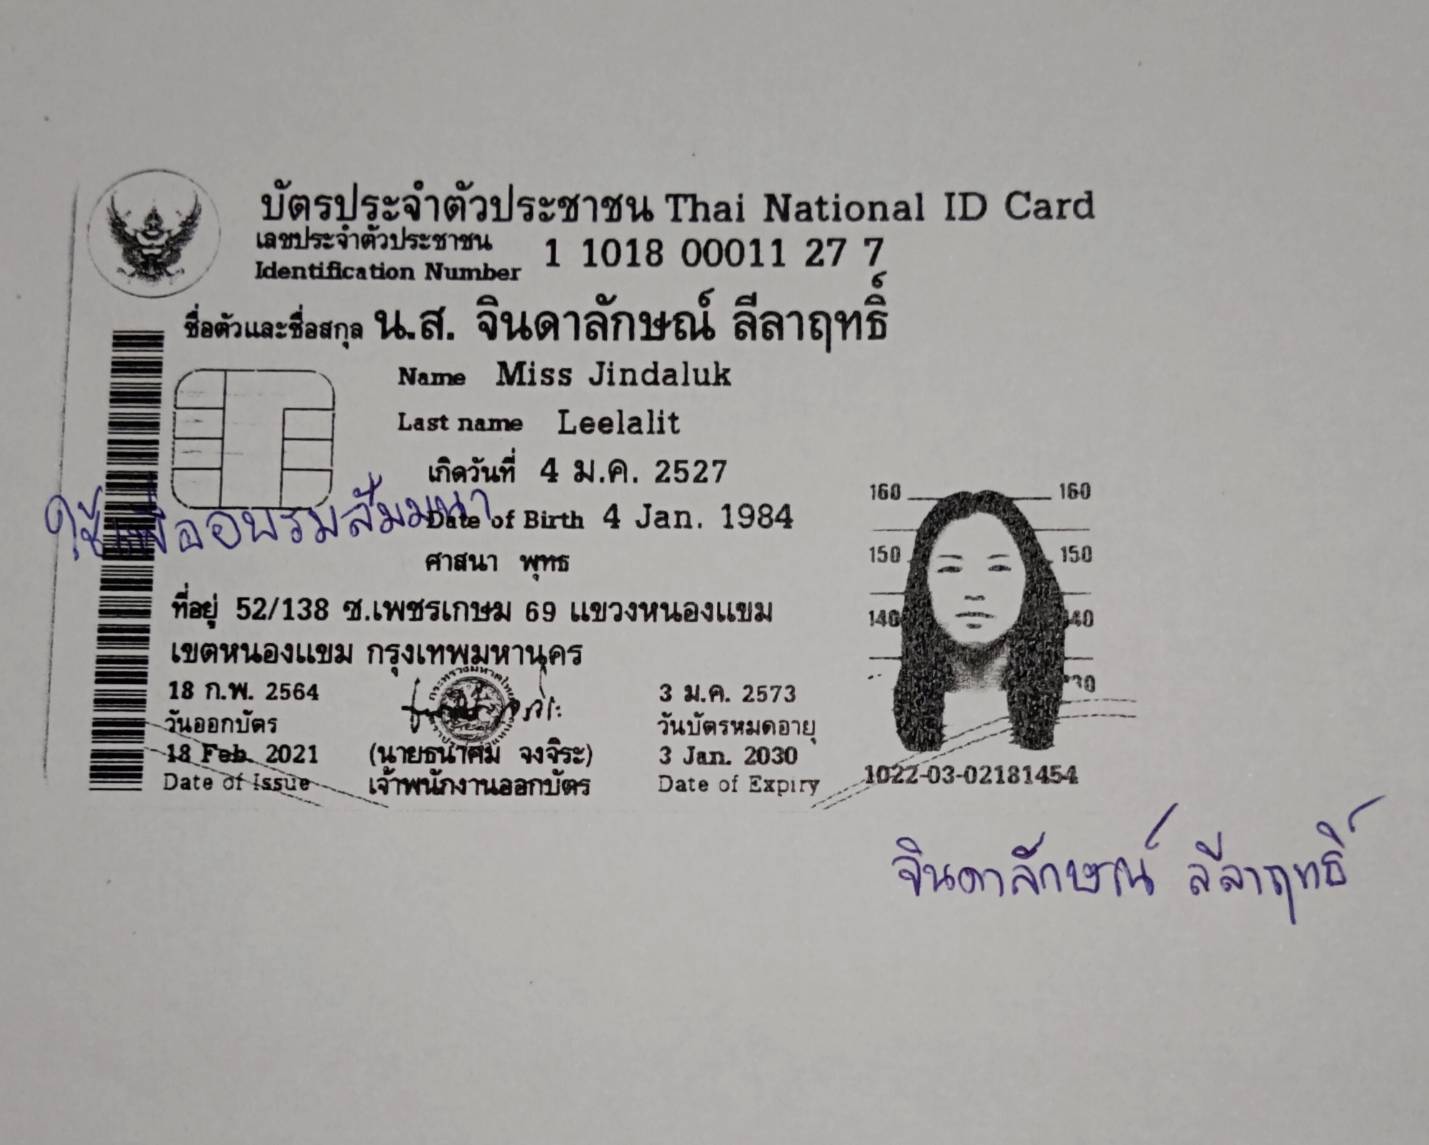 บัตรประจำตัวประชาชน Thai National ID Card
เลขประจำตัวประชาชน
Identification Number 1 1018 00011 27 7
ชื่อตัวและชื่อสกุล น.ส. จินดาลักษณ์ ลีลาฤทธิ์
Name Miss Jindaluk
Last name Leelalit
เกิดวันที่ 4 ม.ค. 2527
Date of Birth 4 Jan. 1984
อบรมสัมมนา
ศาสนา พุทธ
ที่อยู่ 52/138 ซ.เพชรเกษม 69 แขวงหนองแขม
เขตหนองแขม กรุงเทพมหานคร
18 ก.พ. 2564
วันออกบัตร
18 Feb. 2021
Date of Issue
(นายธนาคม จงจิระ)
เจ้าพนักงานออกบัตร
3 ม.ค. 2573
วันบัตรหมดอายุ
3 Jan. 2030
Date of Expiry
160 160
150 150
140 40
30
1022-03-02181454
จินดาลักษณ์ ลีลาฤทธิ์